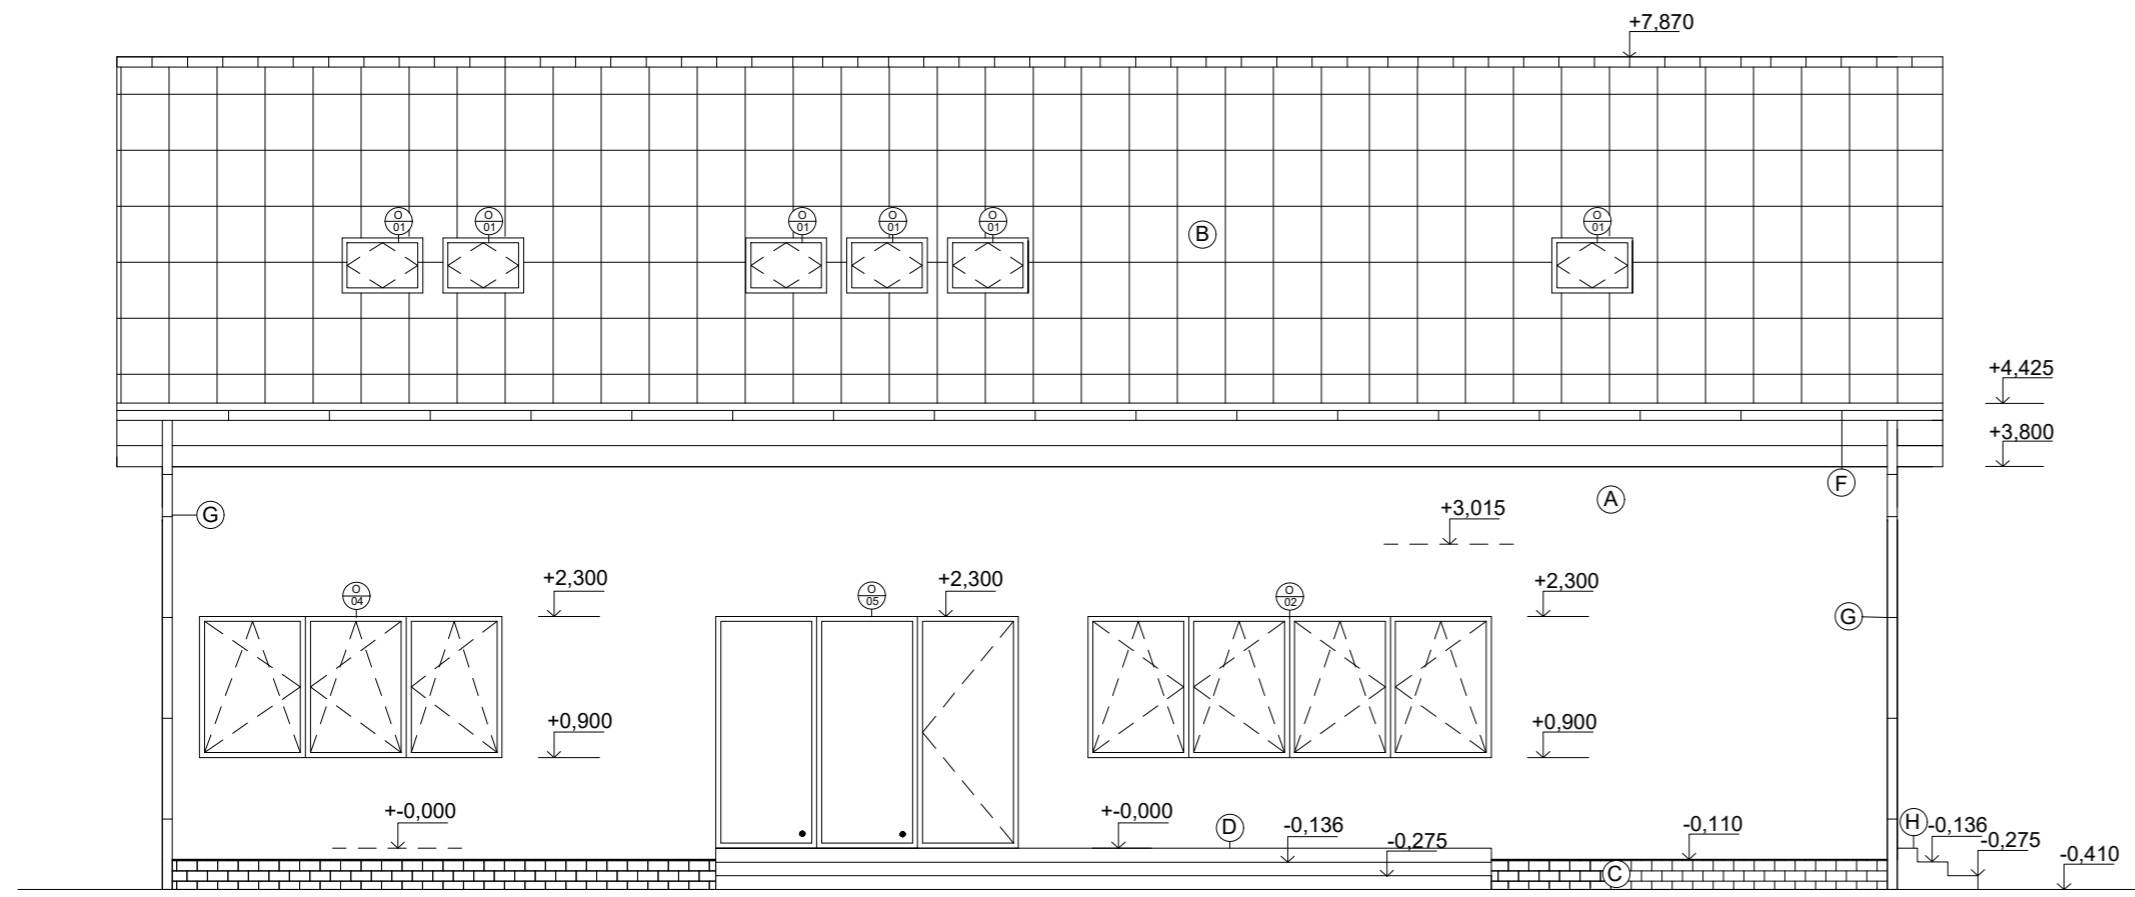 +7,870
O
01
O
01
O
01
O
01
O
01
O
01
B
+4,425
+3,800
F
A
G
+3,015
+2,300
O
04
O
05
+2,300
O
02
+2,300
G
+0,900
+0,900
+-0,000
+-0,000
D
-0,136
-0,275
-0,110
C
H
-0,136
-0,275
-0,410